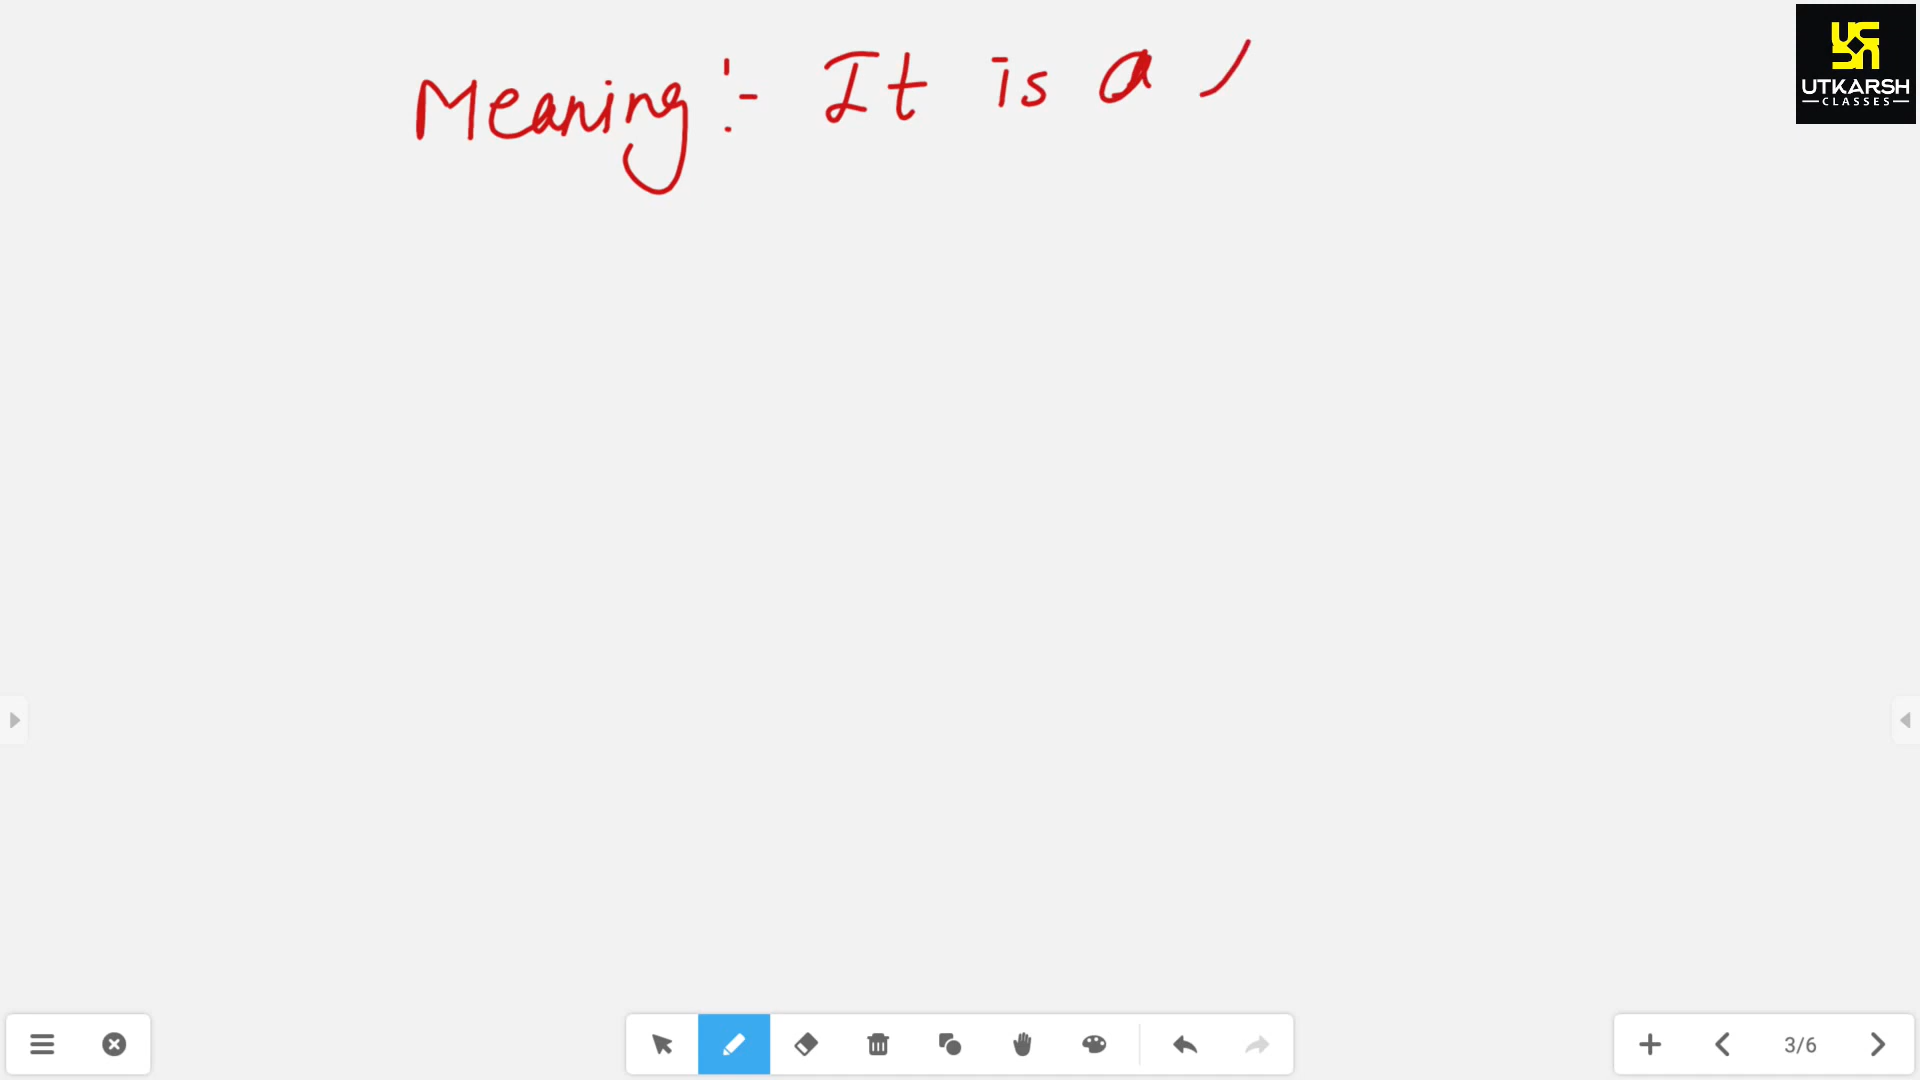 Meaning :- It is a
UTKARSH
CLASSES
3/6